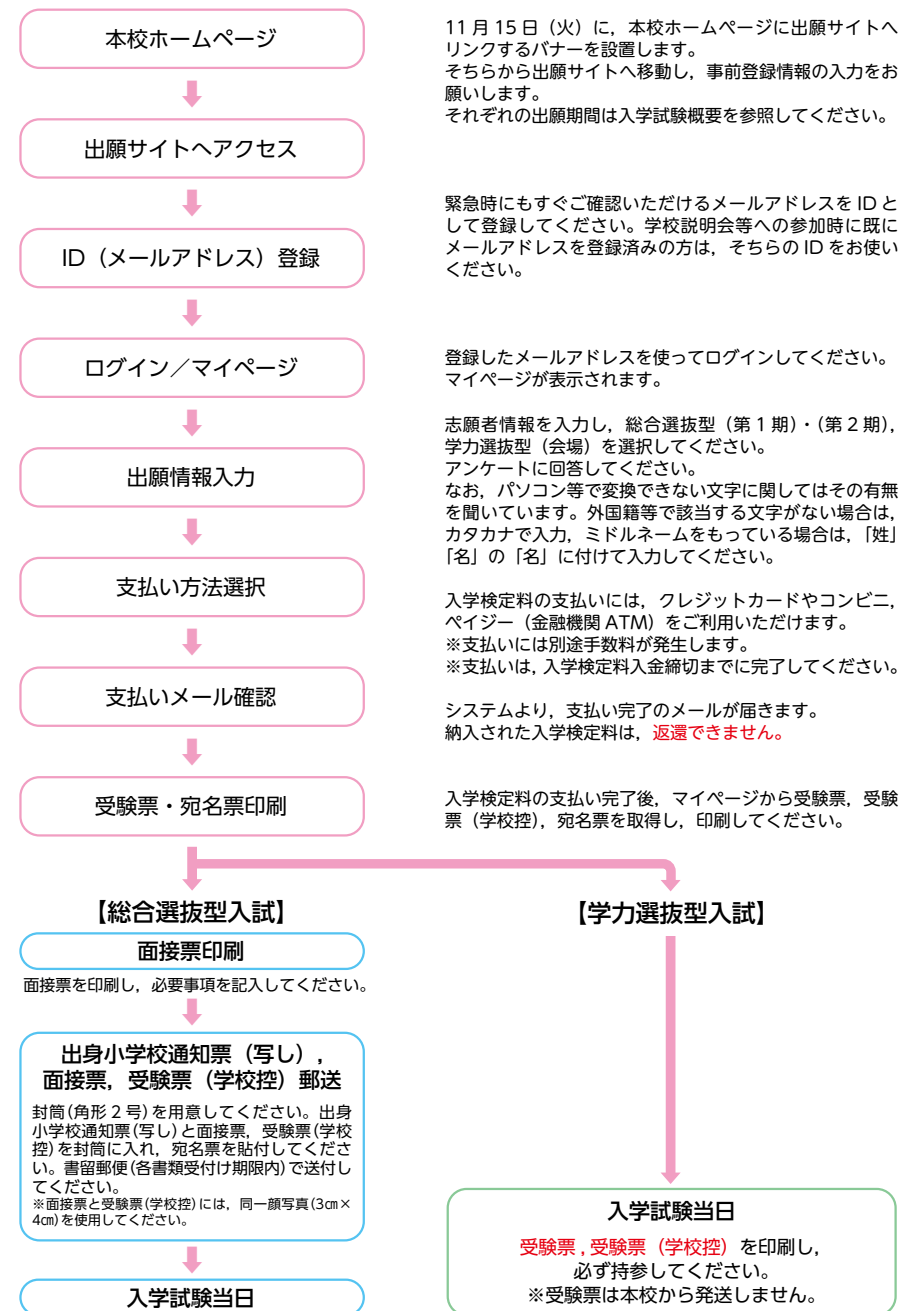 本校ホームページ
11 月 15 日（火）に，本校ホームページに出願サイトへ
リンクするバナーを設置します。
そちらから出願サイトへ移動し，事前登録情報の入力をお
願いします。
それぞれの出願期間は入学試験概要を参照してください。
出願サイトへアクセス
緊急時にもすぐご確認いただけるメールアドレスを ID と
して登録してください。学校説明会等への参加時に既に
メールアドレスを登録済みの方は，そちらの ID をお使い
ください。
ID（メールアドレス）登録
ログイン／マイページ
登録したメールアドレスを使ってログインしてください。
マイページが表示されます。
出願情報入力
志願者情報を入力し，総合選抜型（第 1 期）・（第 2 期），
学力選抜型（会場）を選択してください。
アンケートに回答してください。
なお，パソコン等で変換できない文字に関してはその有無
を聞いています。外国籍等で該当する文字がない場合は，
カタカナで入力，ミドルネームをもっている場合は，「姓」
「名」の「名」に付けて入力してください。
支払い方法選択
入学検定料の支払いには，クレジットカードやコンビニ，
ペイジー（金融機関 ATM）をご利用いただけます。
※支払いには別途手数料が発生します。
※支払いは，入学検定料入金締切までに完了してください。
支払いメール確認
システムより，支払い完了のメールが届きます。
納入された入学検定料は，返還できません。
受験票・宛名票印刷
入学検定料の支払い完了後，マイページから受験票，受験
票（学校控），宛名票を取得し，印刷してください。
【総合選抜型入試】
面接票印刷
面接票を印刷し，必要事項を記入してください。
出身小学校通知票（写し），
面接票，受験票（学校控）郵送
封筒(角形 2 号)を用意してください。出身
小学校通知票(写し)と面接票，受験票(学校
控)を封筒に入れ，宛名票を貼付してくださ
い。書留郵便(各書類受付け期限内)で送付し
てください。
※面接票と受験票(学校控)には，同一顔写真(3㎝×
4㎝)を使用してください。
入学試験当日
【学力選抜型入試】
入学試験当日
受験票，受験票（学校控）を印刷し，
必ず持参してください。
※受験票は本校から発送しません。